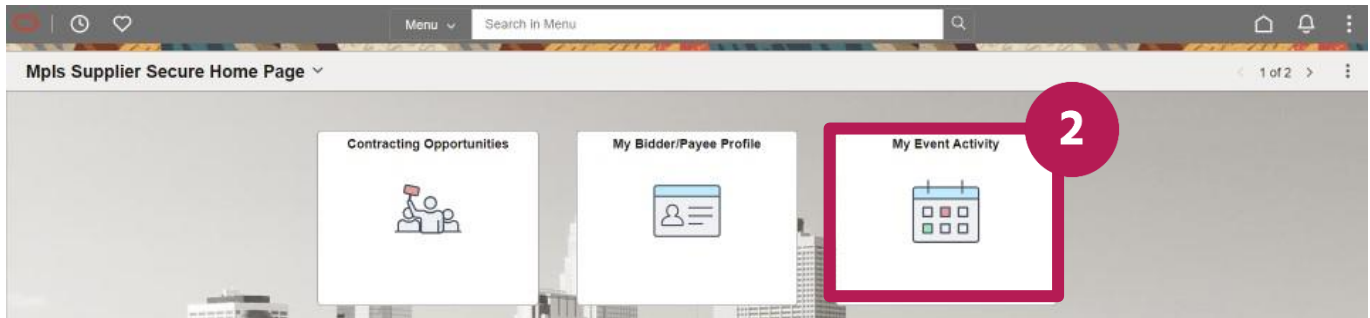 Menu
Search in Menu
Mpls Supplier Secure Home Page
1 of 2
2
Contracting Opportunities
My Bidder/Payee Profile
My Event Activity